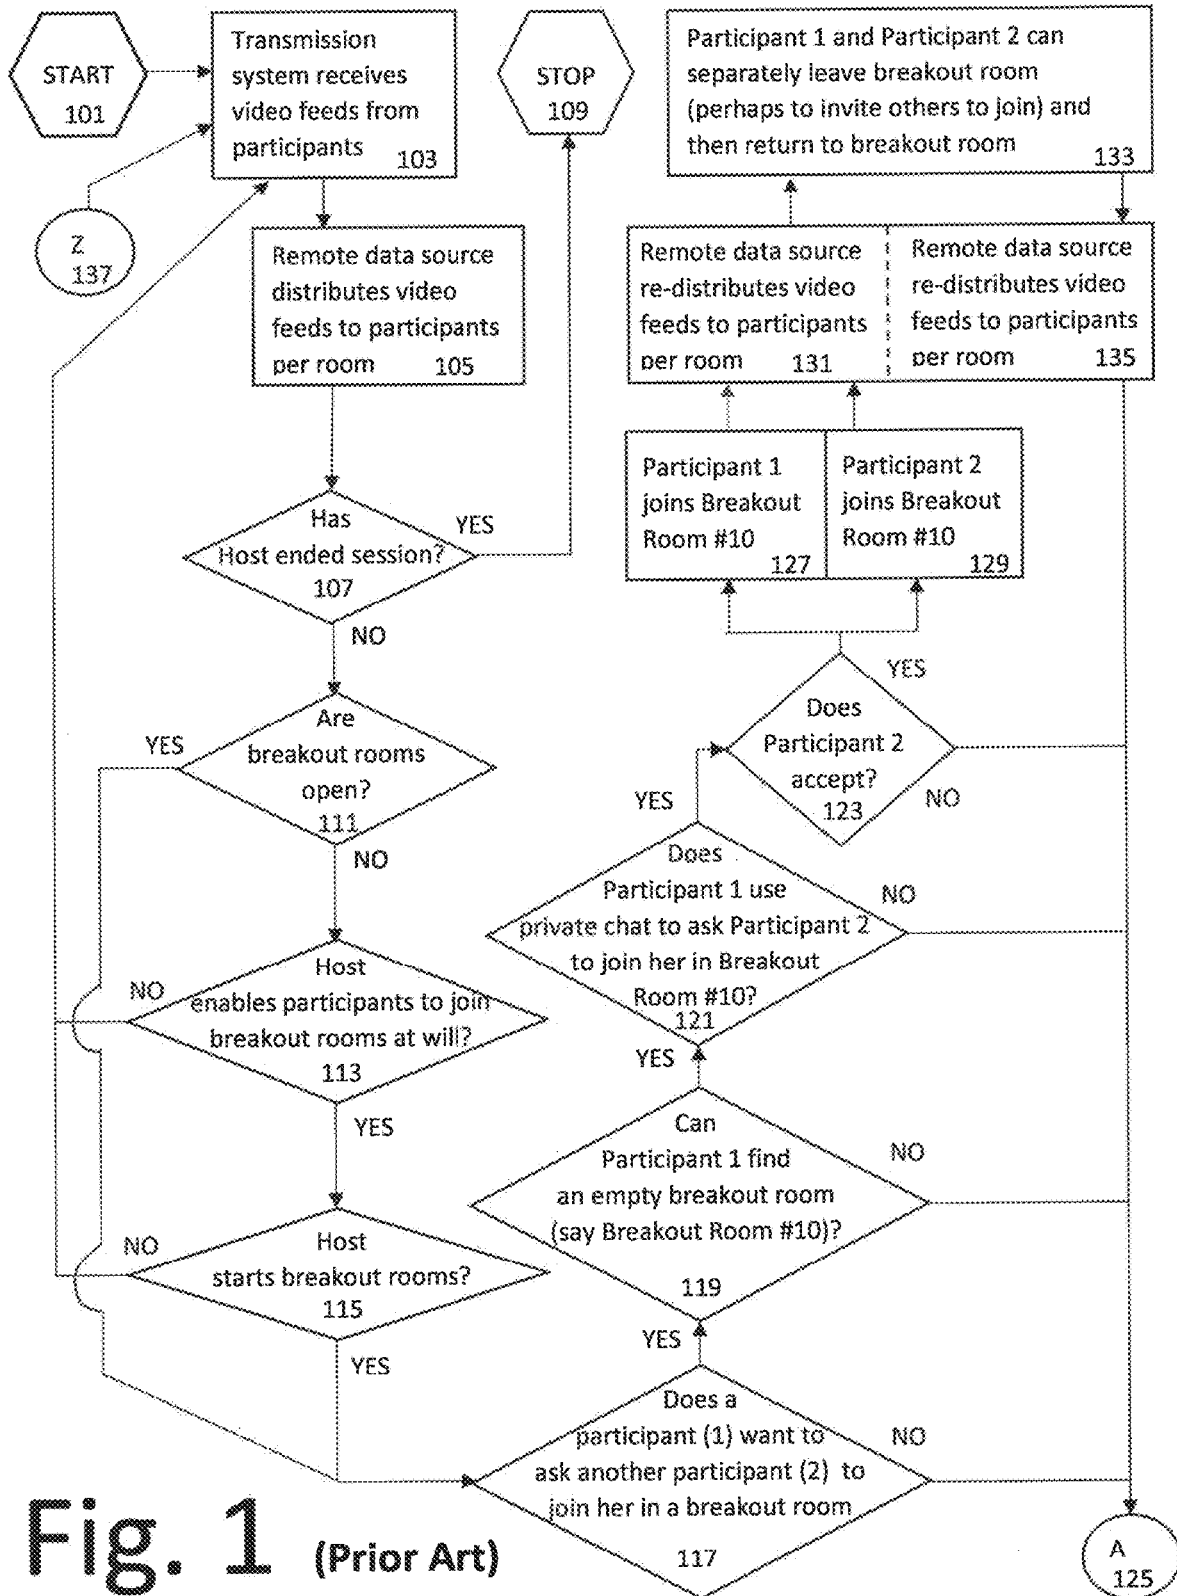 START
101
Transmission
system receives
video feeds from
participants
103
STOP
109
Participant 1 and Participant 2 can
separately leave breakout room
(perhaps to invite others to join) and
then return to breakout room
133
Z
137
Remote data source
distributes video
feeds to participants
per room
105
Remote data source
re-distributes video
feeds to participants
per room
131
Remote data source
re-distributes video
feeds to participants
per room
135
Participant 1
joins Breakout
Room #10
127
Participant 2
joins Breakout
Room #10
129
Has
Host ended session?
107
YES
NO
Are
breakout rooms
open?
111
YES
NO
Does
Participant 2
accept?
123
YES
NO
YES
Does
Participant 1 use
private chat to ask Participant 2
to join her in Breakout
Room #10?
121
NO
YES
Host
enables participants to join
breakout rooms at will?
113
NO
YES
Can
Participant 1 find
an empty breakout room
(say Breakout Room #10)?
119
NO
YES
Host
starts breakout rooms?
115
NO
YES
Does a
participant (1) want to
ask another participant (2) to
join her in a breakout room
117
NO
A
125
Fig. 1 (Prior Art)